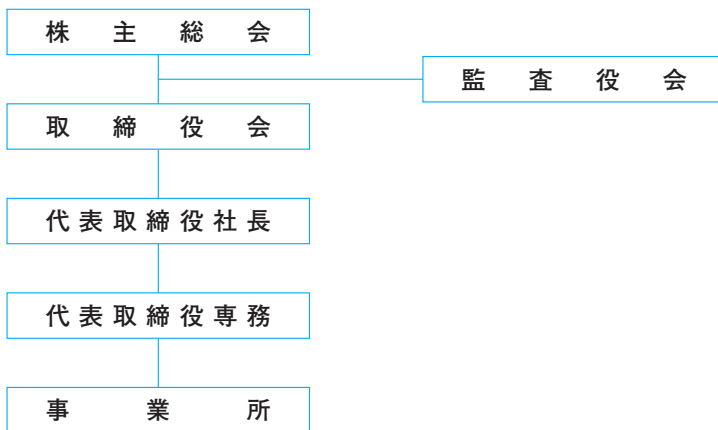 株主総会
監査役会
取締役会
代表取締役社長
代表取締役専務
事業所